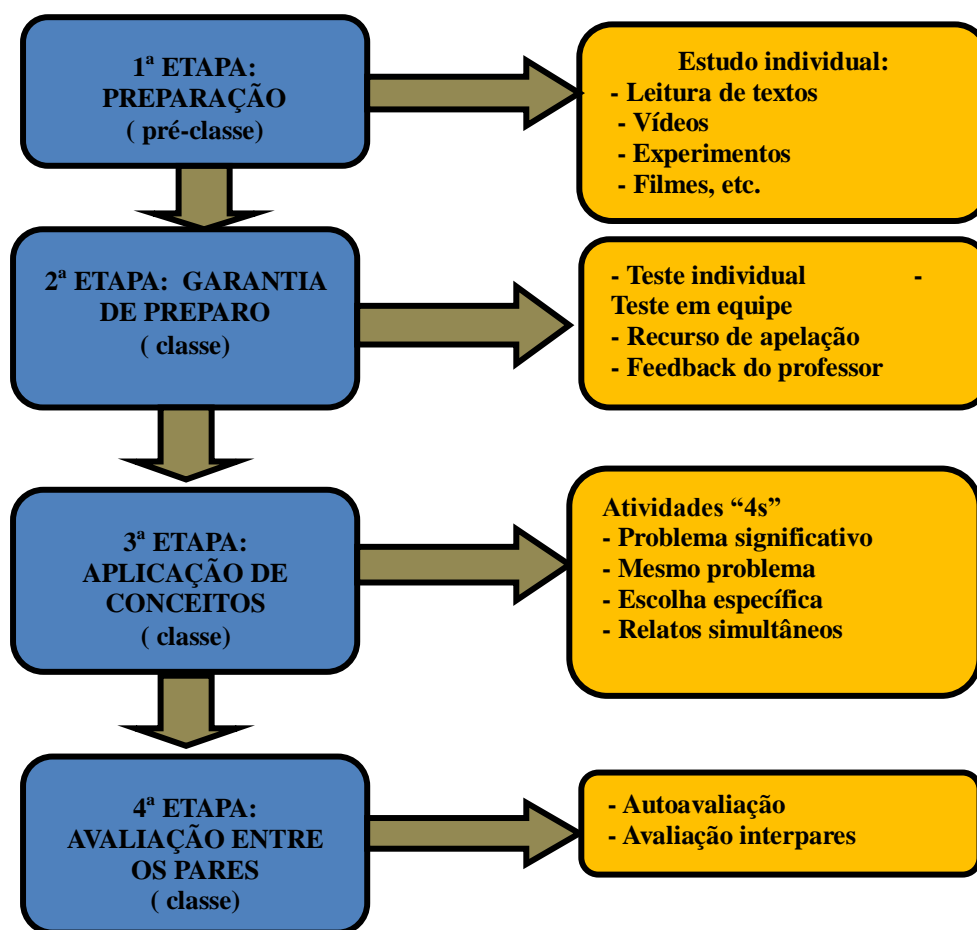 1ª ETAPA:
PREPARAÇÃO
( pré-classe)
Estudo individual:
- Leitura de textos
- Vídeos
- Experimentos
- Filmes, etc.
2ª ETAPA: GARANTIA
DE PREPARO
( classe)
- Teste individual -
Teste em equipe
- Recurso de apelação
- Feedback do professor
3ª ETAPA:
APLICAÇÃO DE
CONCEITOS
( classe)
Atividades “4s”
- Problema significativo
- Mesmo problema
- Escolha específica
- Relatos simultâneos
4ª ETAPA:
AVALIAÇÃO ENTRE
OS PARES
( classe)
- Autoavaliação
- Avaliação interpares